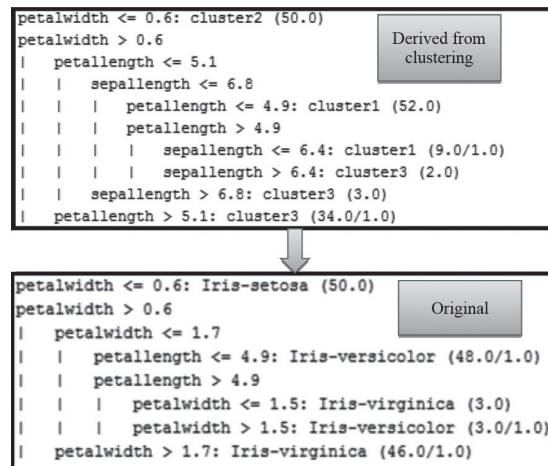 petalwidth <= 0.6: cluster2 (50.0)
petalwidth > 0.6
|   petallength <= 5.1
|   |   sepallength <= 6.8
|   |   |   petallength <= 4.9: cluster1 (52.0)
|   |   |   petallength > 4.9
|   |   |   |   sepallength <= 6.4: cluster1 (9.0/1.0)
|   |   |   |   sepallength > 6.4: cluster3 (2.0)
|   |   sepallength > 6.8: cluster3 (3.0)
|   petallength > 5.1: cluster3 (34.0/1.0)
Derived from
clustering
petalwidth <= 0.6: Iris-setosa (50.0)
petalwidth > 0.6
|   petalwidth <= 1.7
|   |   petallength <= 4.9: Iris-versicolor (48.0/1.0)
|   |   petallength > 4.9
|   |   |   petalwidth <= 1.5: Iris-virginica (3.0)
|   |   |   petalwidth > 1.5: Iris-versicolor (3.0/1.0)
|   petalwidth > 1.7: Iris-virginica (46.0/1.0)
Original